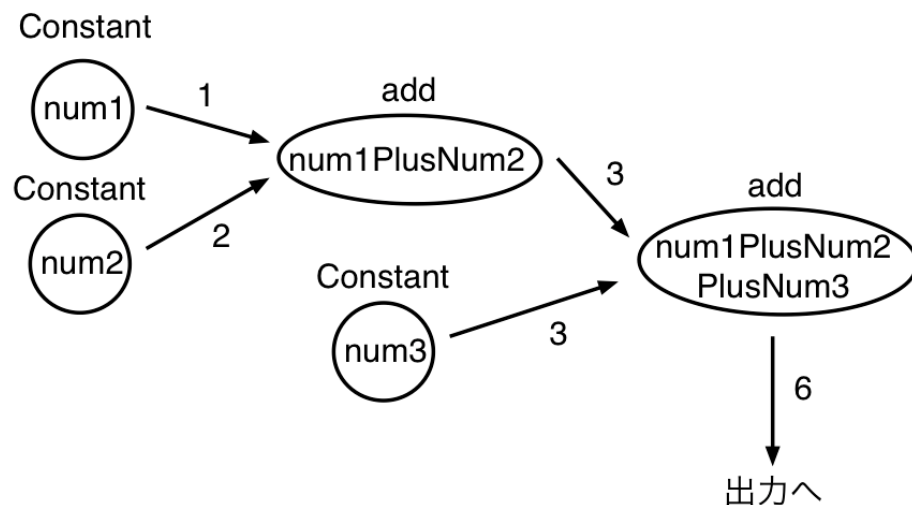 Constant
num1
1
add
num1PlusNum2
Constant
num2
2
3
add
num1PlusNum2
PlusNum3
Constant
num3
3
6
出力へ